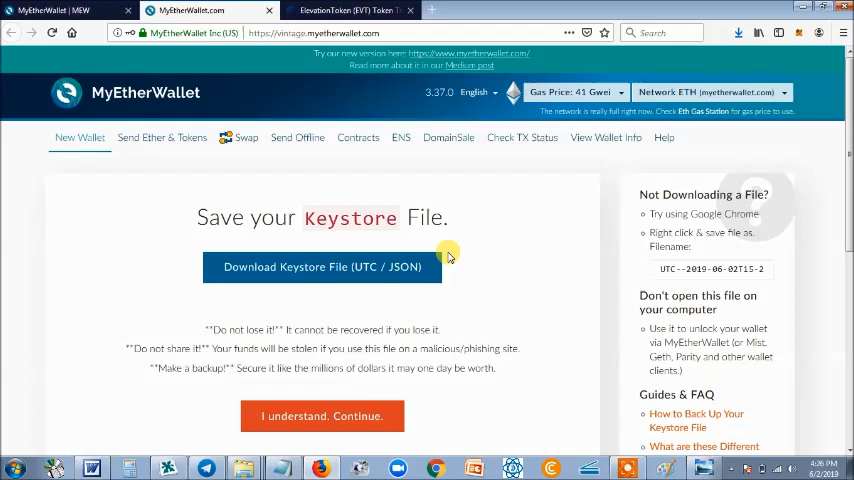 MyEtherWallet | MEW
MyEtherWallet.com
ElevationToken (EVT) Token T
MyEtherWallet Inc (US)
https://vintage.myetherwallet.com
Search
Try our new version here: https://www.myetherwallet.com/
Read more about it in our Medium post
MyEtherWallet
3.37.0
English
Gas Price: 41 Gwei
Network ETH (myetherwallet.com)
The network is really full right now. Check Eth Gas Station for gas price to use.
New Wallet
Send Ether & Tokens
Swap
Send Offline
Contracts
ENS
DomainSale
Check TX Status
View Wallet Info
Help
Save your Keystore File.
Download Keystore File (UTC / JSON)
**Do not lose it!** It cannot be recovered if you lose it.
**Do not share it!** Your funds will be stolen if you use this file on a malicious/phishing site.
**Make a backup!** Secure it like the millions of dollars it may one day be worth.
I understand. Continue.
Not Downloading a File?
Try using Google Chrome
Right click & save file as.
Filename:
UTC--2019-06-02T15-2
Don't open this file on
your computer
Use it to unlock your wallet
via MyEtherWallet (or Mist,
Geth, Parity and other wallet
clients.)
Guides & FAQ
How to Back Up Your
Keystore File
What are these Different
4:26 PM
6/2/2019